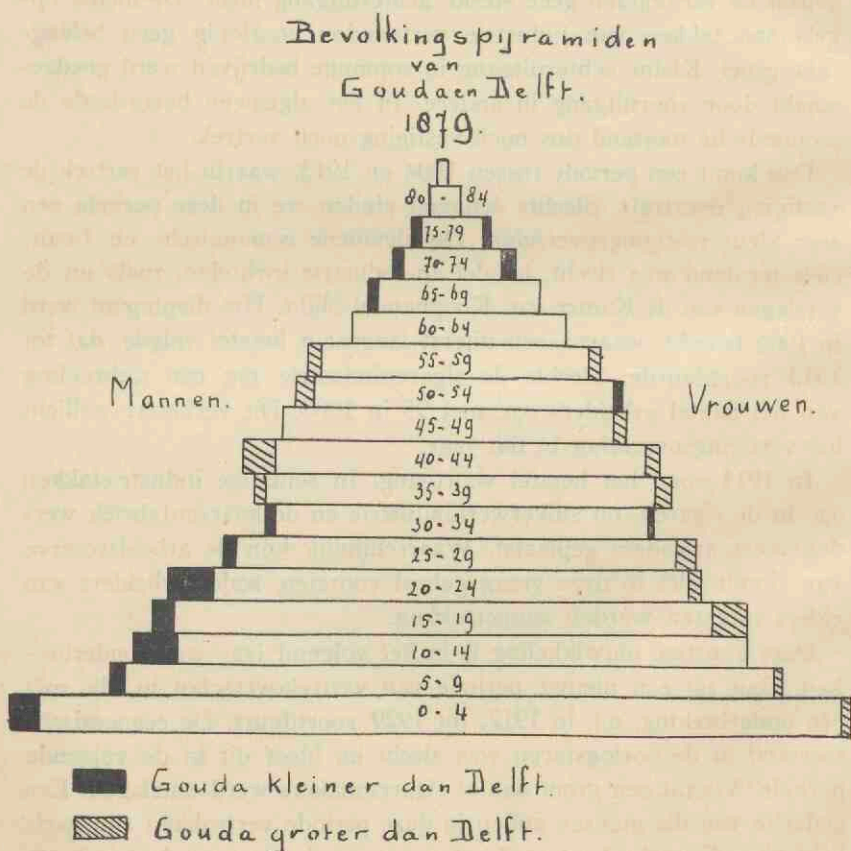 Bevolkingspyramiden
van
Gouda en Delft.
1879.
80 - 84
75-79
70-74
65-69
60-64
55-59
50-54
45-49
40-44
35-39
30-34
25-29
20-24
15-19
10-14
5-9
0-4
Mannen.
Vrouwen.
Gouda kleiner dan Delft.
Gouda groter dan Delft.